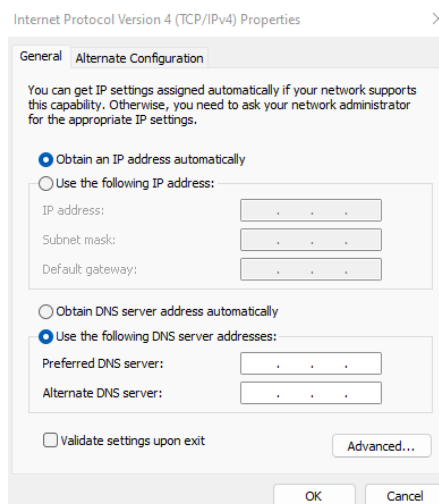 Internet Protocol Version 4 (TCP/IPv4) Properties
General
Alternate Configuration
You can get IP settings assigned automatically if your network supports
this capability. Otherwise, you need to ask your network administrator
for the appropriate IP settings.
Obtain an IP address automatically
Use the following IP address:
IP address:
Subnet mask:
Default gateway:
Obtain DNS server address automatically
Use the following DNS server addresses:
Preferred DNS server:
Alternate DNS server:
Validate settings upon exit
Advanced...
OK
Cancel